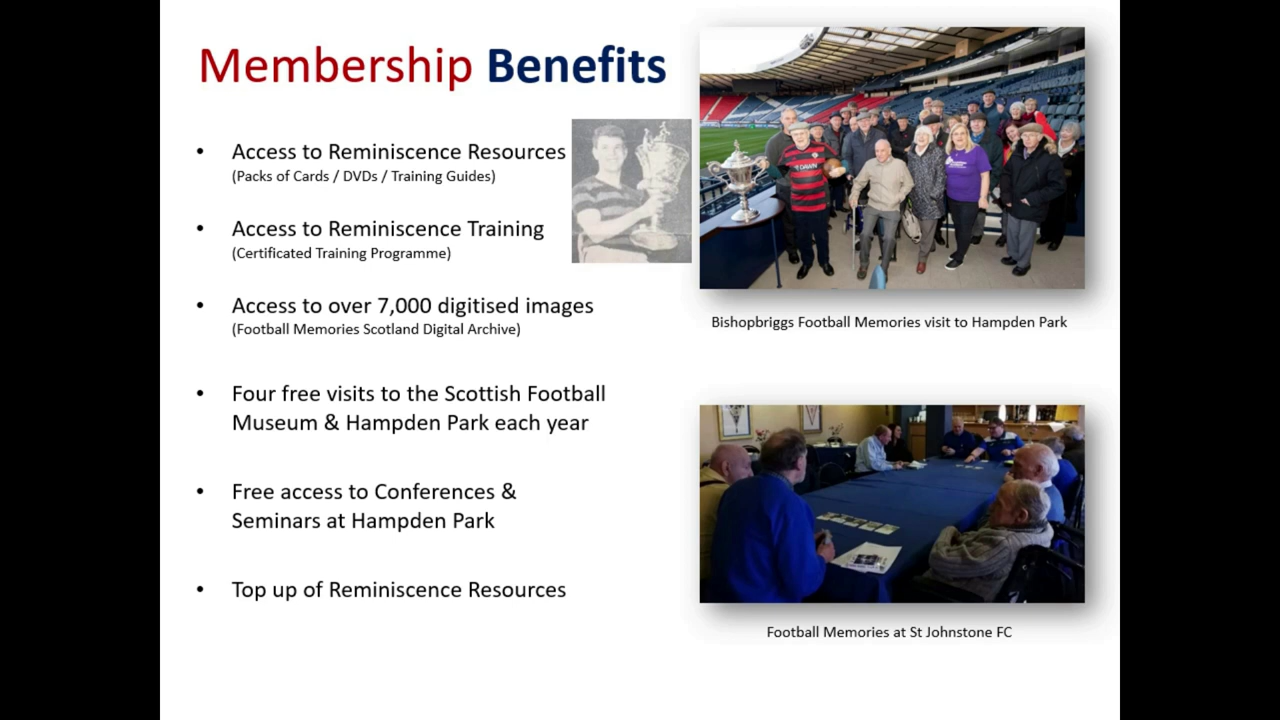 Membership Benefits
• Access to Reminiscence Resources
(Packs of Cards / DVDs / Training Guides)
• Access to Reminiscence Training
(Certificated Training Programme)
• Access to over 7,000 digitised images
(Football Memories Scotland Digital Archive)
• Four free visits to the Scottish Football
Museum & Hampden Park each year
• Free access to Conferences &
Seminars at Hampden Park
• Top up of Reminiscence Resources
Bishopbriggs Football Memories visit to Hampden Park
Football Memories at St Johnstone FC